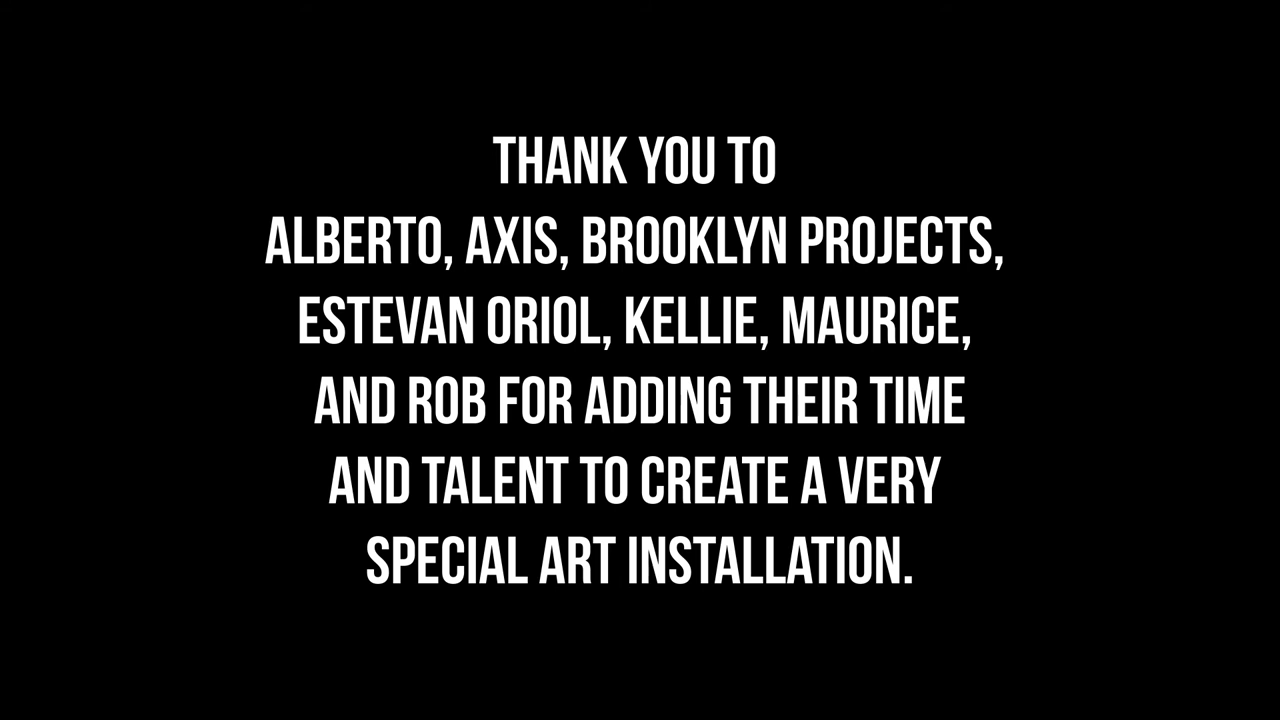 THANK YOU TO
ALBERTO, AXIS, BROOKLYN PROJECTS,
ESTEVAN ORIOL, KELLIE, MAURICE,
AND ROB FOR ADDING THEIR TIME
AND TALENT TO CREATE A VERY
SPECIAL ART INSTALLATION.